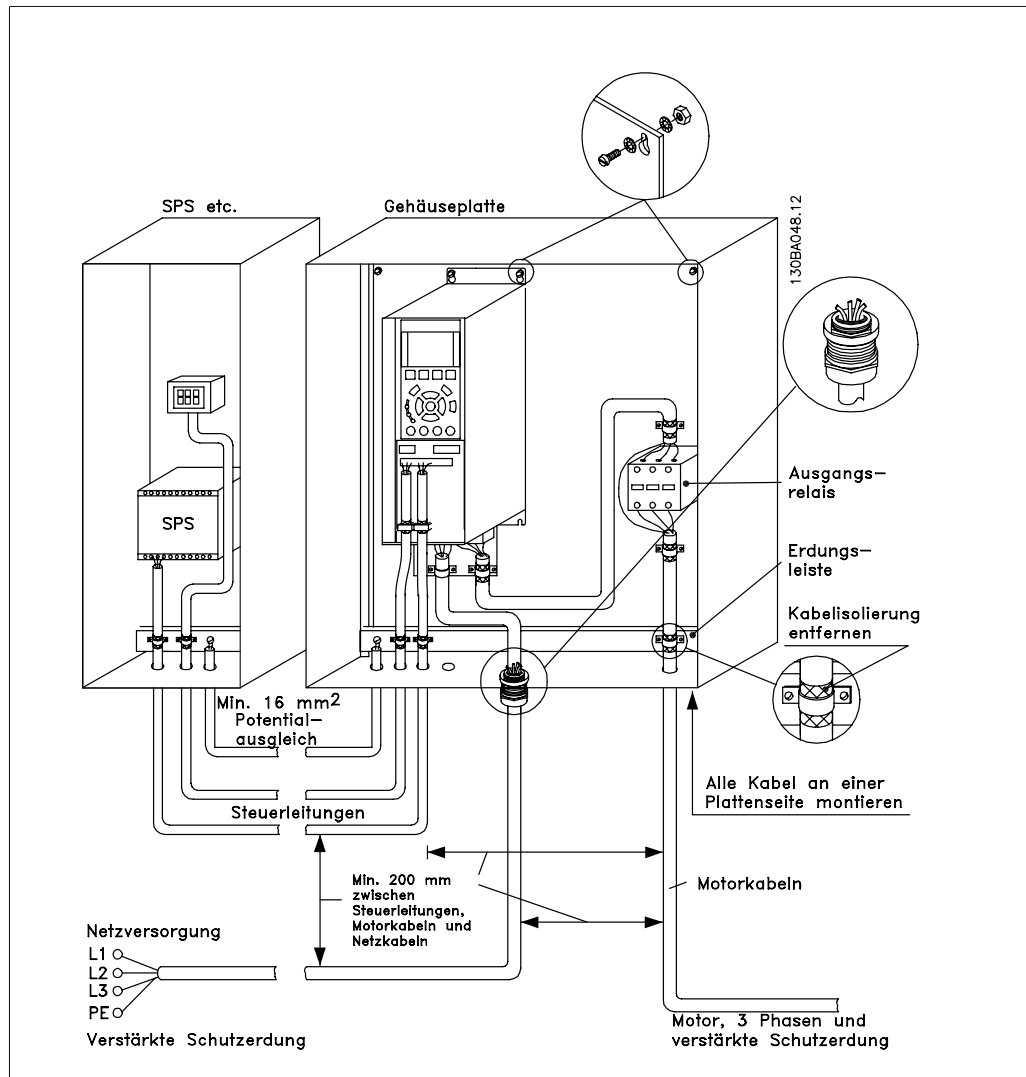 SPS etc.
Gehäuseplatte
130BA048.12
SPS
Ausgangs-
relais
Erdungs-
leiste
Kabelisolierung
entfernen
Min. 16 mm²
Potential-
ausgleich
Steuerleitungen
Alle Kabel an einer
Plattenseite montieren
Min. 200 mm
zwischen
Steuerleitungen,
Motorkabeln und
Netzkabeln
Motorkabeln
Netzversorgung
L1
L2
L3
PE
Verstärkte Schutzerdung
Motor, 3 Phasen und
verstärkte Schutzerdung